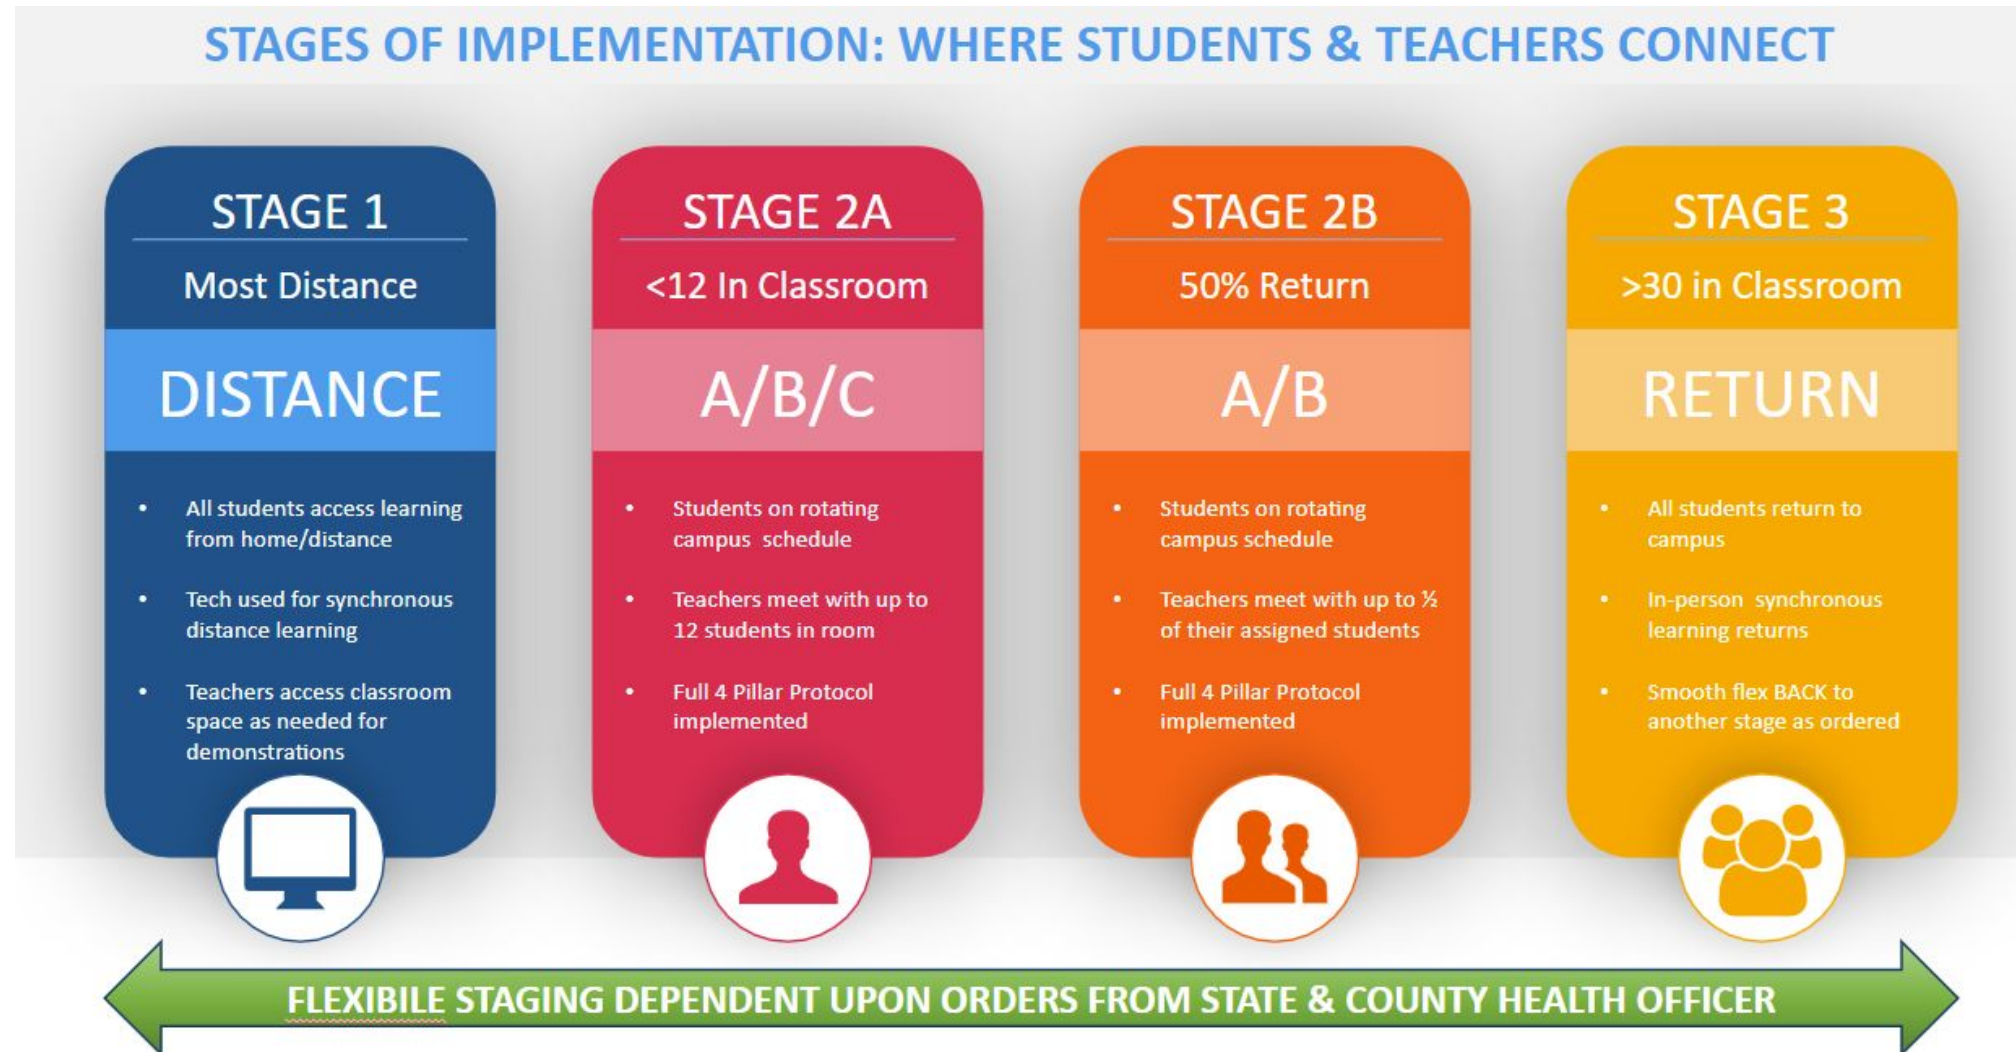 STAGES OF IMPLEMENTATION: WHERE STUDENTS & TEACHERS CONNECT
STAGE 1
Most Distance
DISTANCE
• All students access learning
from home/distance
• Tech used for synchronous
distance learning
• Teachers access classroom
space as needed for
demonstrations
STAGE 2A
<12 In Classroom
A/B/C
• Students on rotating
campus schedule
• Teachers meet with up to
12 students in room
• Full 4 Pillar Protocol
implemented
STAGE 2B
50% Return
A/B
• Students on rotating
campus schedule
• Teachers meet with up to ½
of their assigned students
• Full 4 Pillar Protocol
implemented
STAGE 3
>30 in Classroom
RETURN
• All students return to
campus
• In-person synchronous
learning returns
• Smooth flex BACK to
another stage as ordered
FLEXIBILE STAGING DEPENDENT UPON ORDERS FROM STATE & COUNTY HEALTH OFFICER